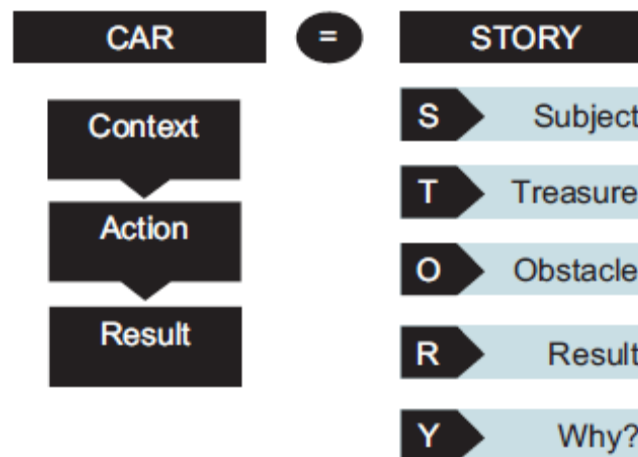 CAR = STORY
Context
Action
Result
S Subject
T Treasure
O Obstacle
R Result
Y Why?